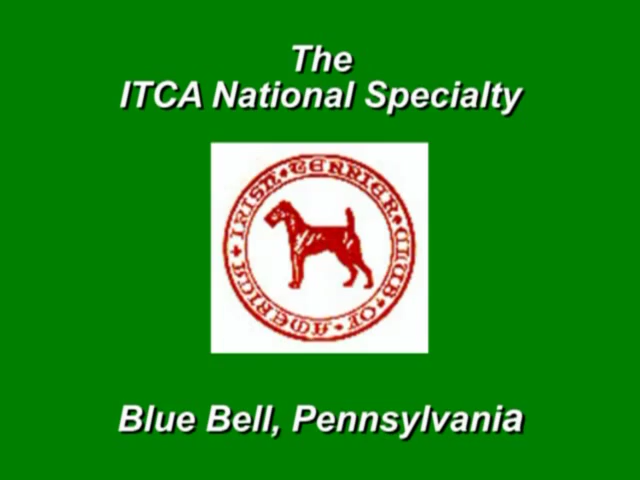 The
ITCA National Specialty
IRISH • TERRIER • CLUB • OF • AMERICA
Blue Bell, Pennsylvania